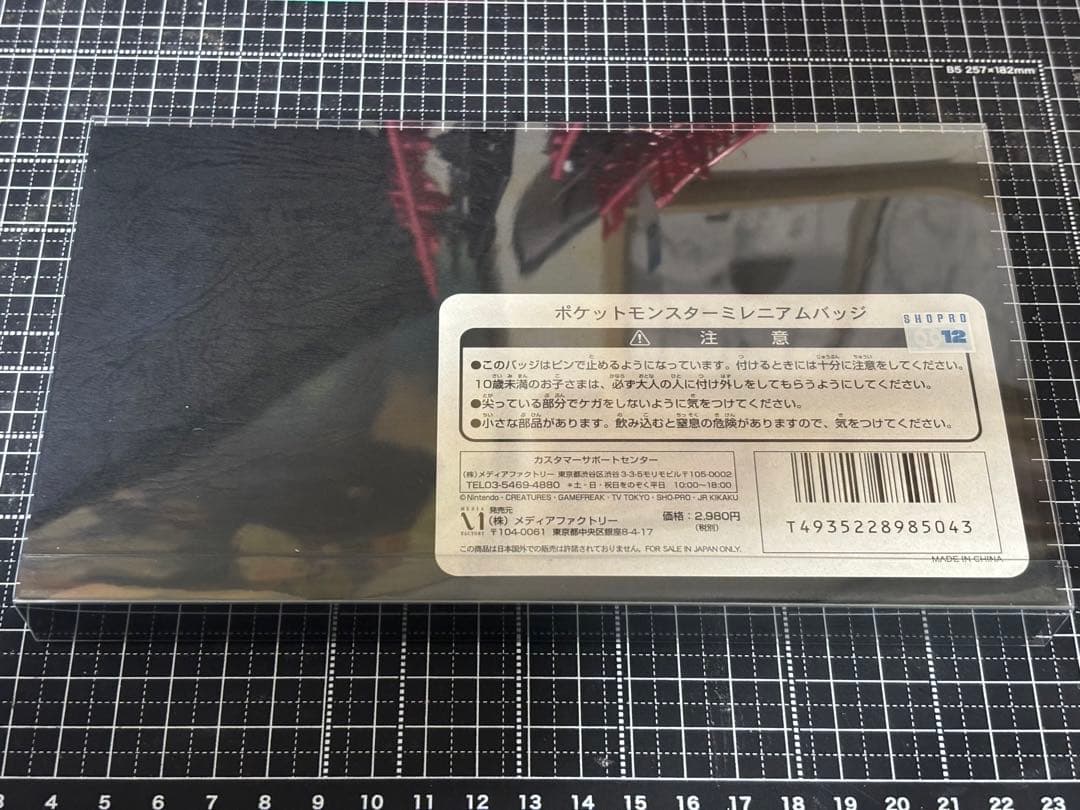 B5 257×182mm
ポケットモンスターミレニアムバッジ
SHOPRO
99 12
⚠ 注意
●このバッジはピンで止めるようになっています。付けるときには十分に注意をしてください。
10歳未満のお子さまは、必ず大人の人に付け外しをしてもらうようにしてください。
●尖っている部分でケガをしないように気をつけてください。
●小さな部品があります。飲み込むと窒息の危険がありますので、気をつけてください。
カスタマーサポートセンター
(株)メディアファクトリー 東京都渋谷区渋谷3-3-5モリモビル〒105-0002
TEL03-5469-4880 *土・日・祝日をのぞく平日 10:00~18:00
©Nintendo・CREATURES・GAMEFREAK・TV TOKYO・SHO-PRO・JR KIKAKU
MEDIA FACTORY
発売元
(株)メディアファクトリー
〒104-0061 東京都中央区銀座8-4-17
価格:2,980円
(税別)
この商品は日本国外での販売は許諾されておりません。FOR SALE IN JAPAN ONLY.
T4935228985043
MADE IN CHINA
3 4 5 6 7 8 9 10 11 12 13 14 15 16 17 18 19 20 21 22 23